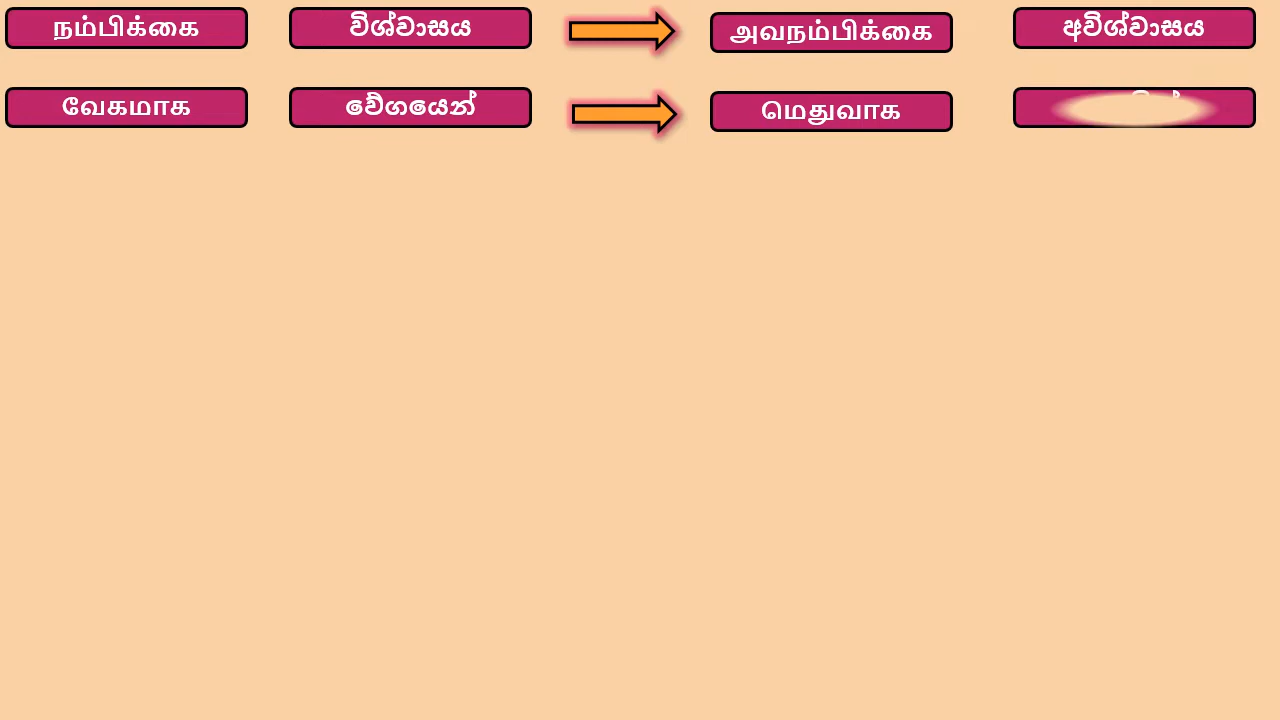 நம்பிக்கை විශ්වාසය அவநம்பிக்கை අවිශ්වාසය
வேகமாக වේගයෙන් மெதுவாக